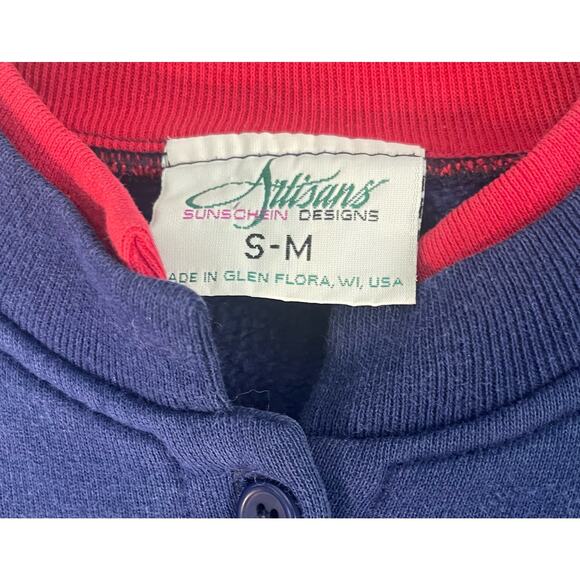 Artisans
SUNSCHEIN DESIGNS
S-M
ADE IN GLEN FLORA, WI, USA